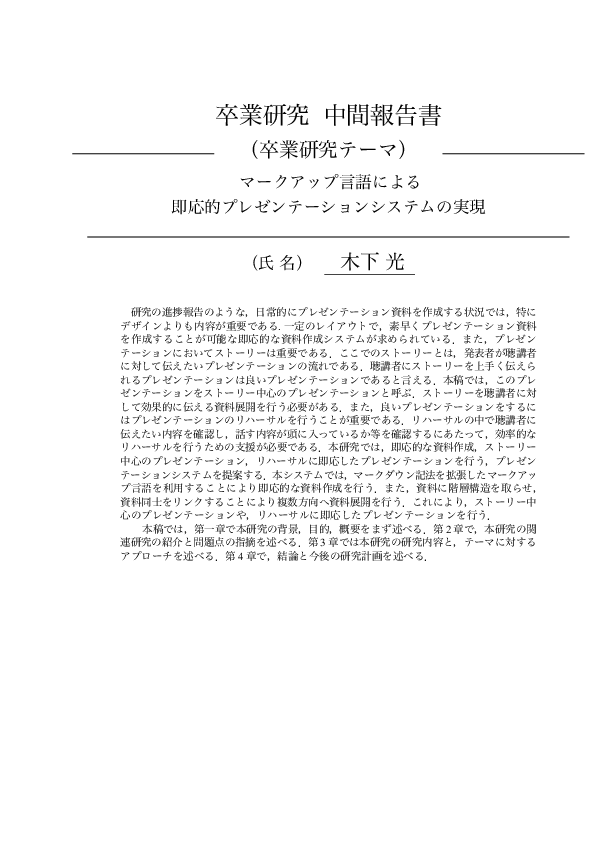 卒業研究 中間報告書
（卒業研究テーマ）
マークアップ言語による
即応的プレゼンテーションシステムの実現
（氏 名） 木下 光
研究の進捗報告のような，日常的にプレゼンテーション資料を作成する状況では，特に
デザインよりも内容が重要である．一定のレイアウトで，素早くプレゼンテーション資料
を作成することが可能な即応的な資料作成システムが求められている．また，プレゼン
テーションにおいてストーリーは重要である．ここでのストーリーとは，発表者が聴講者
に対して伝えたいプレゼンテーションの流れである．聴講者にストーリーを上手く伝えら
れるプレゼンテーションは良いプレゼンテーションであると言える．本稿では，このプレ
ゼンテーションをストーリー中心のプレゼンテーションと呼ぶ．ストーリーを聴講者に対
して効果的に伝える資料展開を行う必要がある．また，良いプレゼンテーションをするに
はプレゼンテーションのリハーサルを行うことが重要である．リハーサルの中で聴講者に
伝えたい内容を確認し，話す内容が頭に入っているか等を確認するにあたって，効率的な
リハーサルを行うための支援が必要である．本研究では，即応的な資料作成，ストーリー
中心のプレゼンテーション，リハーサルに即応したプレゼンテーションを行う，プレゼン
テーションシステムを提案する．本システムでは，マークダウン記法を拡張したマークアッ
プ言語を利用することにより即応的な資料作成を行う．また，資料に階層構造を取らせ，
資料同士をリンクすることにより複数方向へ資料展開を行う．これにより，ストーリー中
心のプレゼンテーションや，リハーサルに即応したプレゼンテーションを行う．
本稿では，第一章で本研究の背景，目的，概要をまず述べる．第２章で，本研究の関
連研究の紹介と問題点の指摘を述べる．第３章では本研究の研究内容と，テーマに対する
アプローチを述べる．第４章で，結論と今後の研究計画を述べる．